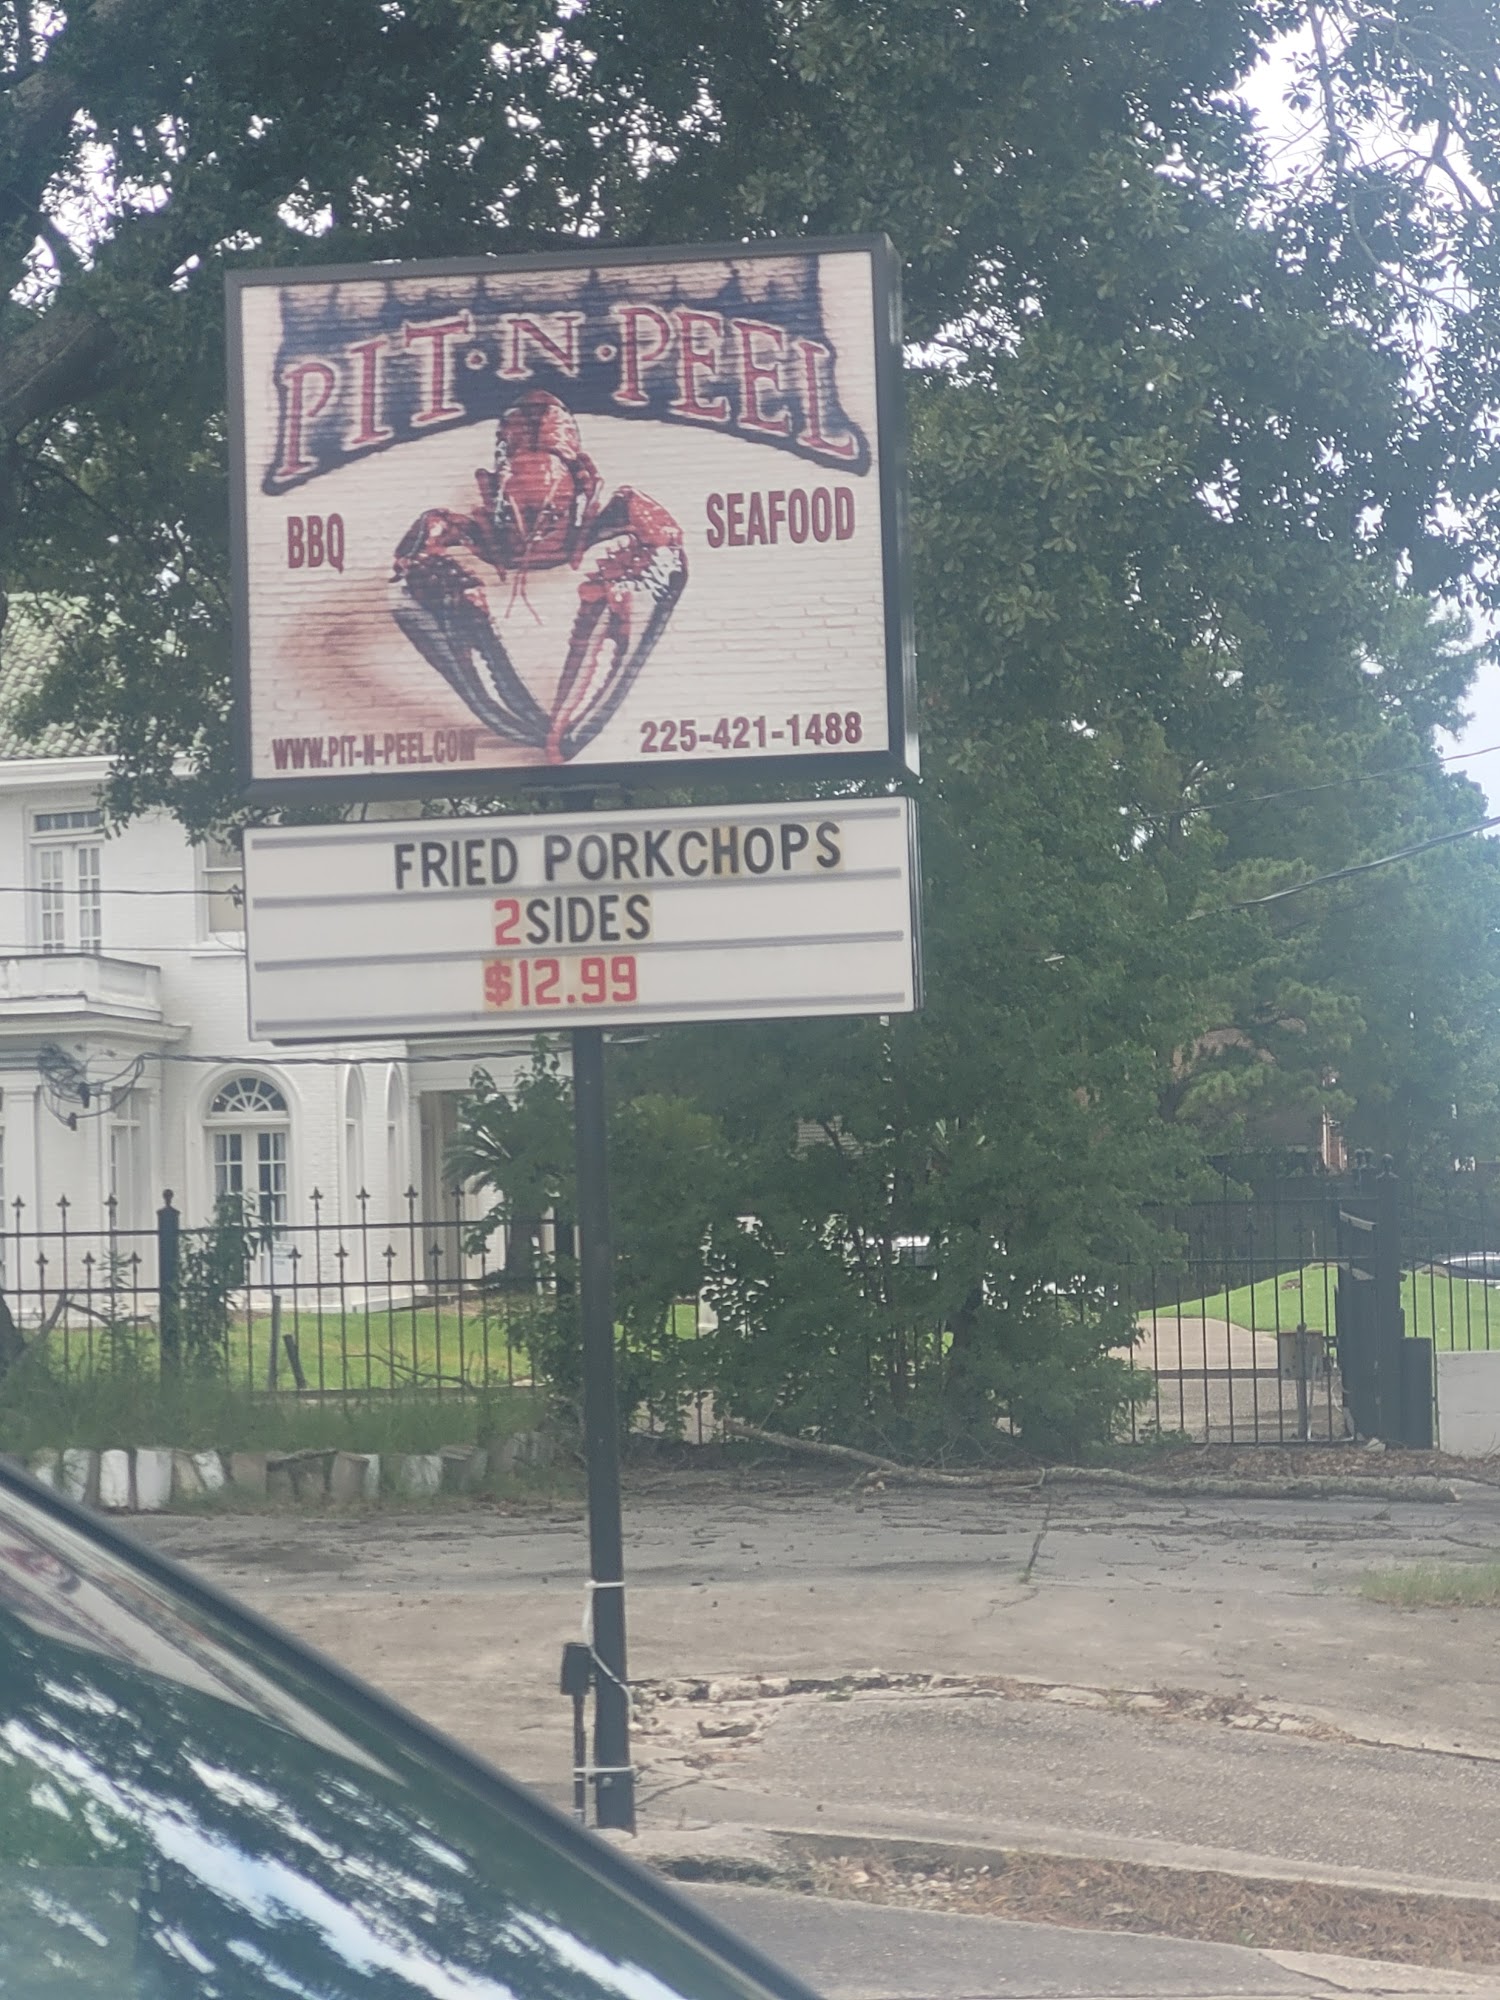 PIT·N·PEEL
BBQ
SEAFOOD
WWW.PIT-N-PEEL.COM
225-421-1488
FRIED PORKCHOPS
2SIDES
$12.99